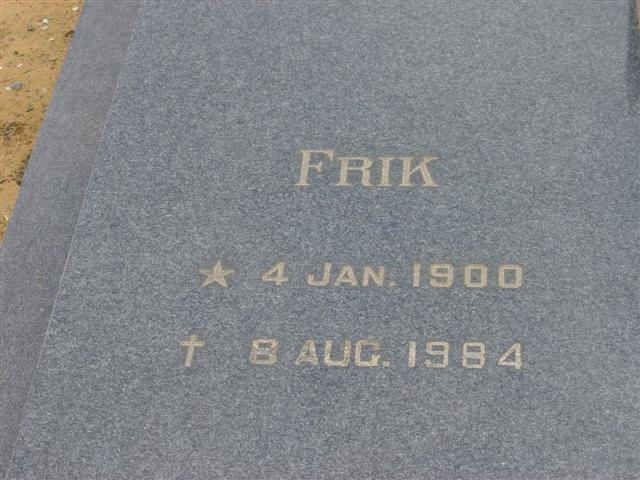 FRIK
★ 4 JAN. 1900
† 8 AUG. 1984